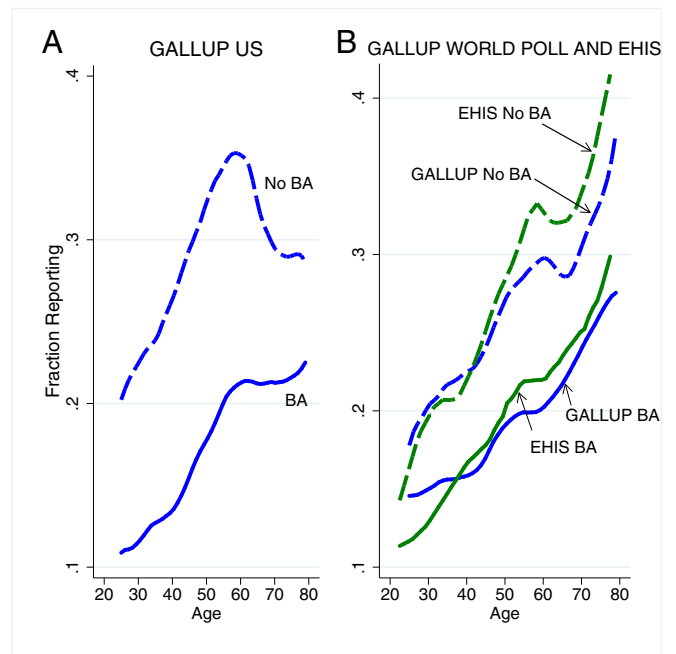 A
GALLUP US
.4
.3
.2
.1
Fraction Reporting
No BA
BA
20 30 40 50 60 70 80
Age
B
GALLUP WORLD POLL AND EHIS
.4
.3
.2
.1
EHIS No BA
GALLUP No BA
GALLUP BA
EHIS BA
20 30 40 50 60 70 80
Age